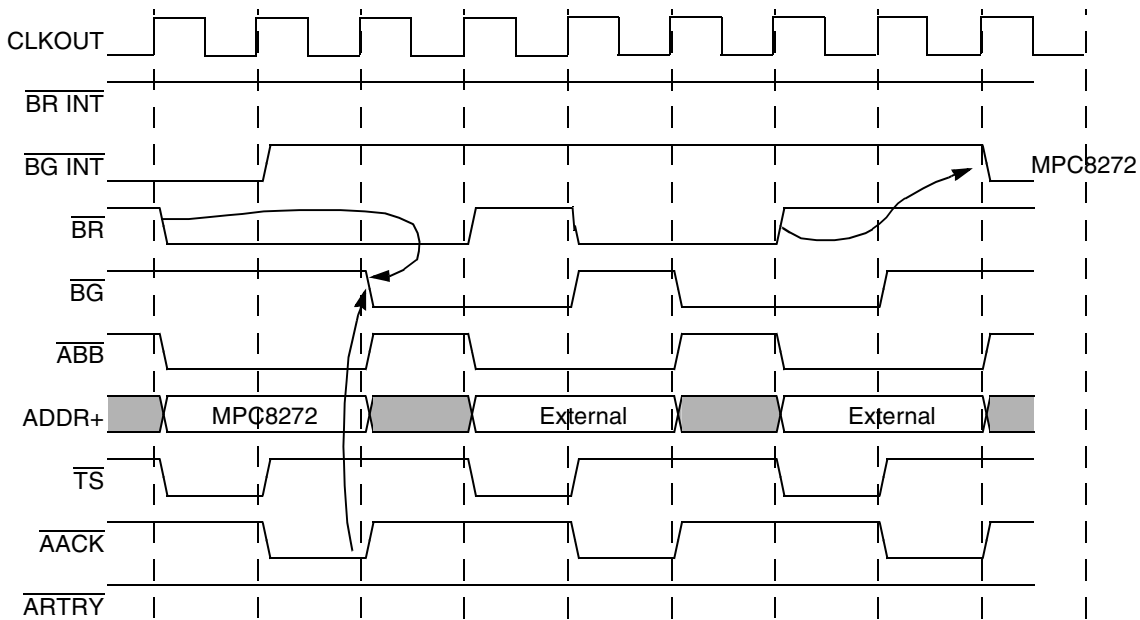 CLKOUT
BR INT
BG INT
MPC8272
BR
BG
ABB
ADDR+ MPC8272 External External
TS
AACK
ARTRY